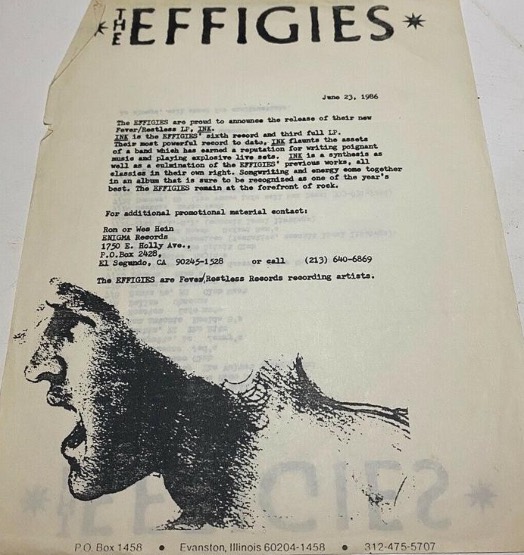 * THE EFFIGIES *
June 23, 1986
The EFFIGIES are proud to announce the release of their new
Fever/Restless LP, INK.
INK is the EFFIGIES' sixth record and third full LP.
Their most powerful record to date, INK flaunts the assets
of a band which has earned a reputation for writing poignant
music and playing explosive live sets. INK is a synthesis as
well as a culmination of the EFFIGIES' previous works, all
classics in their own right. Songwriting and energy come together
in an album that is sure to be recognized as one of the year's
best. The EFFIGIES remain at the forefront of rock.
For additional promotional material contact:
Ron or Wes Hein
ENIGMA Records
1750 E. Holly Ave.,
P.O.Box 2428,
El Segundo, CA 90245-1528 or call (213) 640-6869
The EFFIGIES are Fever/Restless Records recording artists.
P.O. Box 1458 • Evanston, Illinois 60204-1458 • 312-475-5707